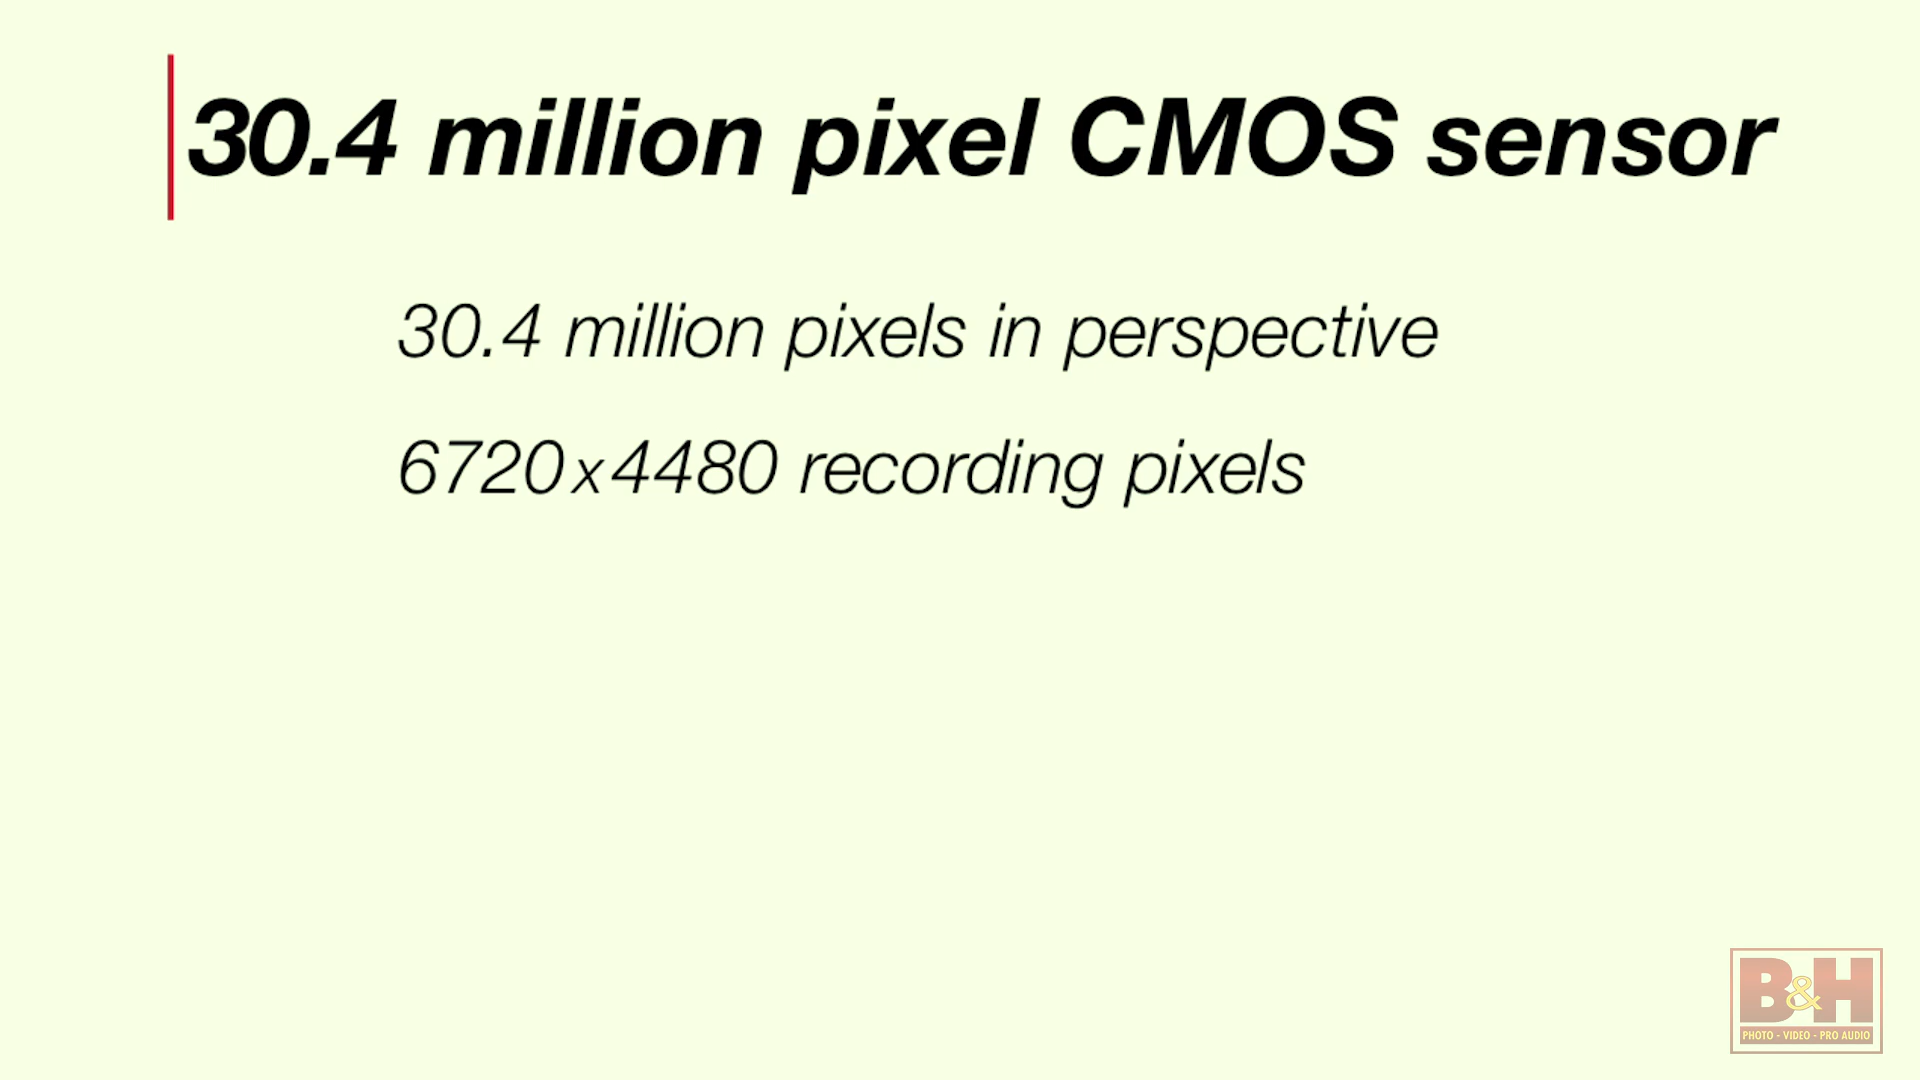 30.4 million pixel CMOS sensor
30.4 million pixels in perspective
6720x4480 recording pixels
B&H
PHOTO - VIDEO - PRO AUDIO